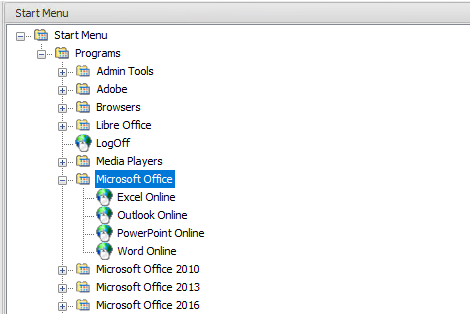 Start Menu
Start Menu
Programs
Admin Tools
Adobe
Browsers
Libre Office
LogOff
Media Players
Microsoft Office
Excel Online
Outlook Online
PowerPoint Online
Word Online
Microsoft Office 2010
Microsoft Office 2013
Microsoft Office 2016